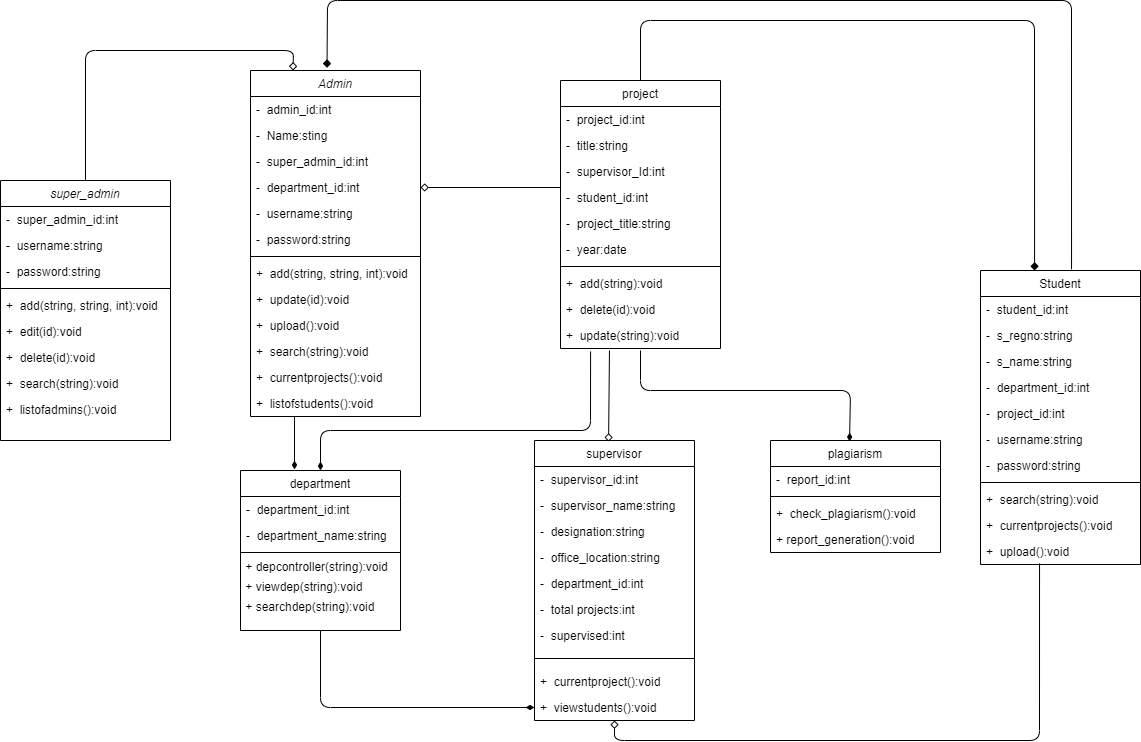 super_admin
- super_admin_id:int
- username:string
- password:string
+ add(string, string, int):void
+ edit(id):void
+ delete(id):void
+ search(string):void
+ listofadmins():void
Admin
- admin_id:int
- Name:sting
- super_admin_id:int
- department_id:int
- username:string
- password:string
+ add(string, string, int):void
+ update(id):void
+ upload():void
+ search(string):void
+ currentprojects():void
+ listofstudents():void
project
- project_id:int
- title:string
- supervisor_Id:int
- student_id:int
- project_title:string
- year:date
+ add(string):void
+ delete(id):void
+ update(string):void
Student
- student_id:int
- s_regno:string
- s_name:string
- department_id:int
- project_id:int
- username:string
- password:string
+ search(string):void
+ currentprojects():void
+ upload():void
department
- department_id:int
- department_name:string
+ depcontroller(string):void
+ viewdep(string):void
+ searchdep(string):void
supervisor
- supervisor_id:int
- supervisor_name:string
- designation:string
- office_location:string
- department_id:int
- total projects:int
- supervised:int
+ currentproject():void
+ viewstudents():void
plagiarism
- report_id:int
+ check_plagiarism():void
+ report_generation():void